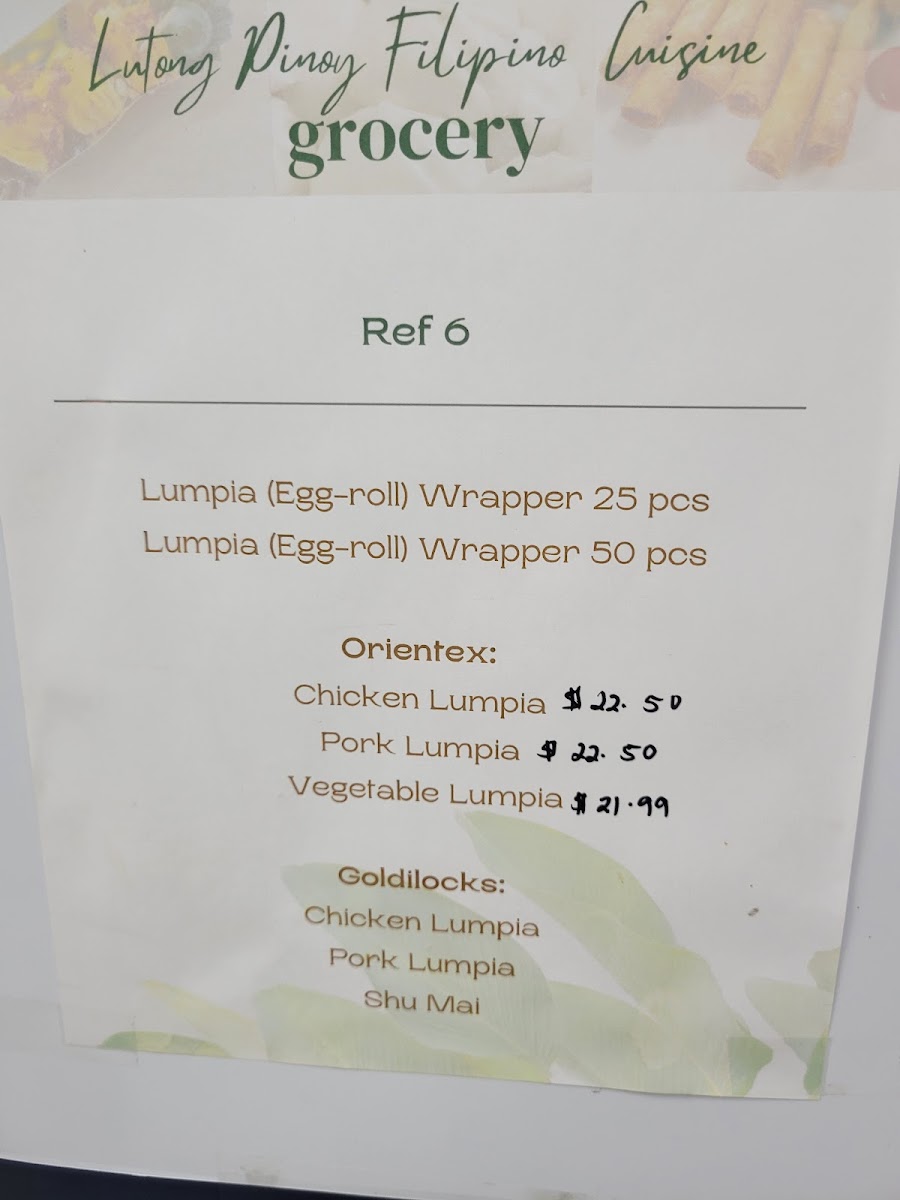 Lutong Pinoy Filipino Cuisine
grocery
Ref 6
Lumpia (Egg-roll) Wrapper 25 pcs
Lumpia (Egg-roll) Wrapper 50 pcs
Orientex:
Chicken Lumpia $ 22. 50
Pork Lumpia $ 22. 50
Vegetable Lumpia $ 21.99
Goldilocks:
Chicken Lumpia
Pork Lumpia
Shu Mai